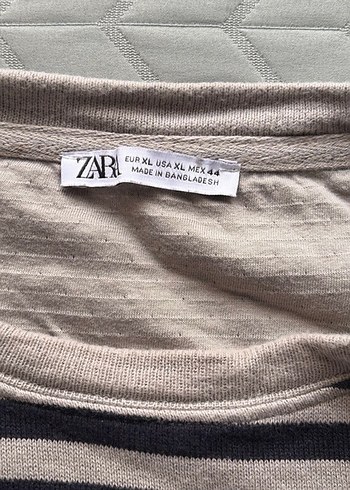 ZARA
EUR XL USA XL MEX 44
MADE IN BANGLADESH